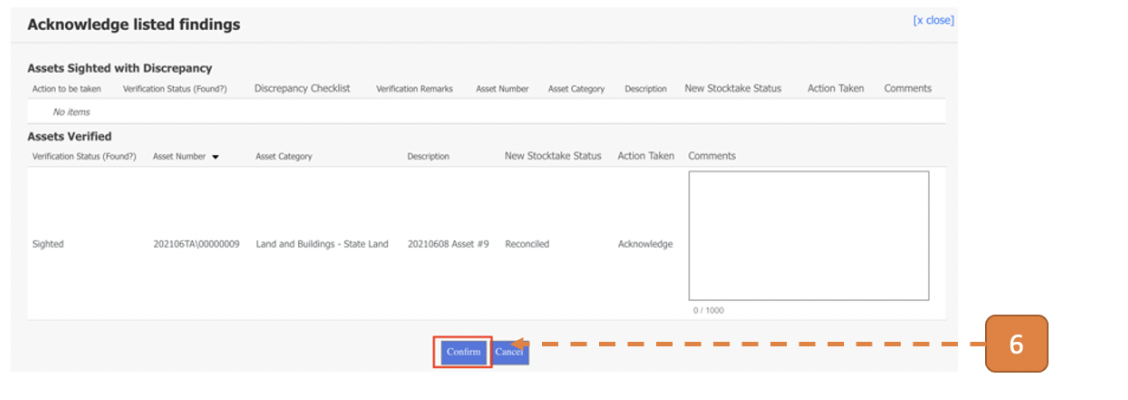 Acknowledge listed findings
[x close]
Assets Sighted with Discrepancy
Action to be taken Verification Status (Found?) Discrepancy Checklist Verification Remarks Asset Number Asset Category Description New Stocktake Status Action Taken Comments
No items
Assets Verified
Verification Status (Found?) Asset Number Asset Category Description New Stocktake Status Action Taken Comments
Sighted 202106TA\00000009 Land and Buildings - State Land 20210608 Asset #9 Reconciled Acknowledge
0 / 1000
Confirm Cancel
6